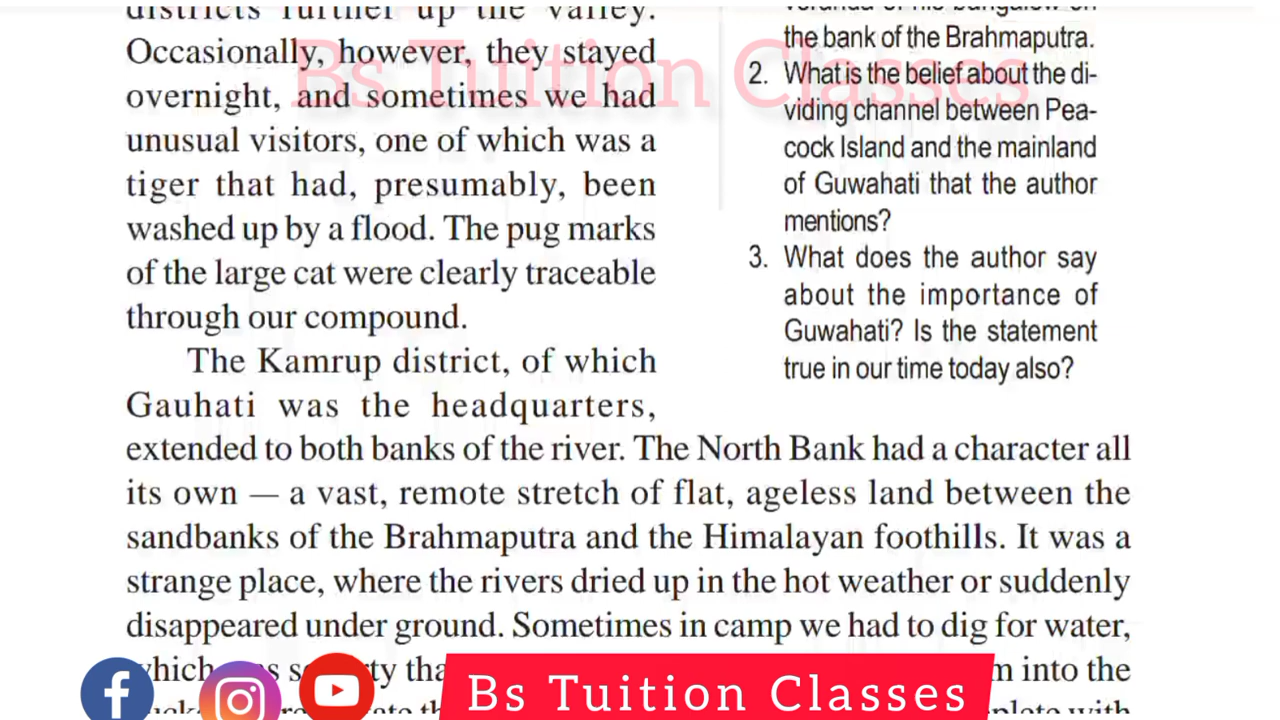 districts further up the valley.
Occasionally, however, they stayed
overnight, and sometimes we had
unusual visitors, one of which was a
tiger that had, presumably, been
washed up by a flood. The pug marks
of the large cat were clearly traceable
through our compound.
The Kamrup district, of which
Gauhati was the headquarters,
extended to both banks of the river. The North Bank had a character all
its own — a vast, remote stretch of flat, ageless land between the
sandbanks of the Brahmaputra and the Himalayan foothills. It was a
strange place, where the rivers dried up in the hot weather or suddenly
disappeared under ground. Sometimes in camp we had to dig for water,
into the
with
of his bungalow on
the bank of the Brahmaputra.
2. What is the belief about the di-
viding channel between Pea-
cock Island and the mainland
of Guwahati that the author
mentions?
3. What does the author say
about the importance of
Guwahati? Is the statement
true in our time today also?
Bs Tuition Classes
Bs Tuition Classes